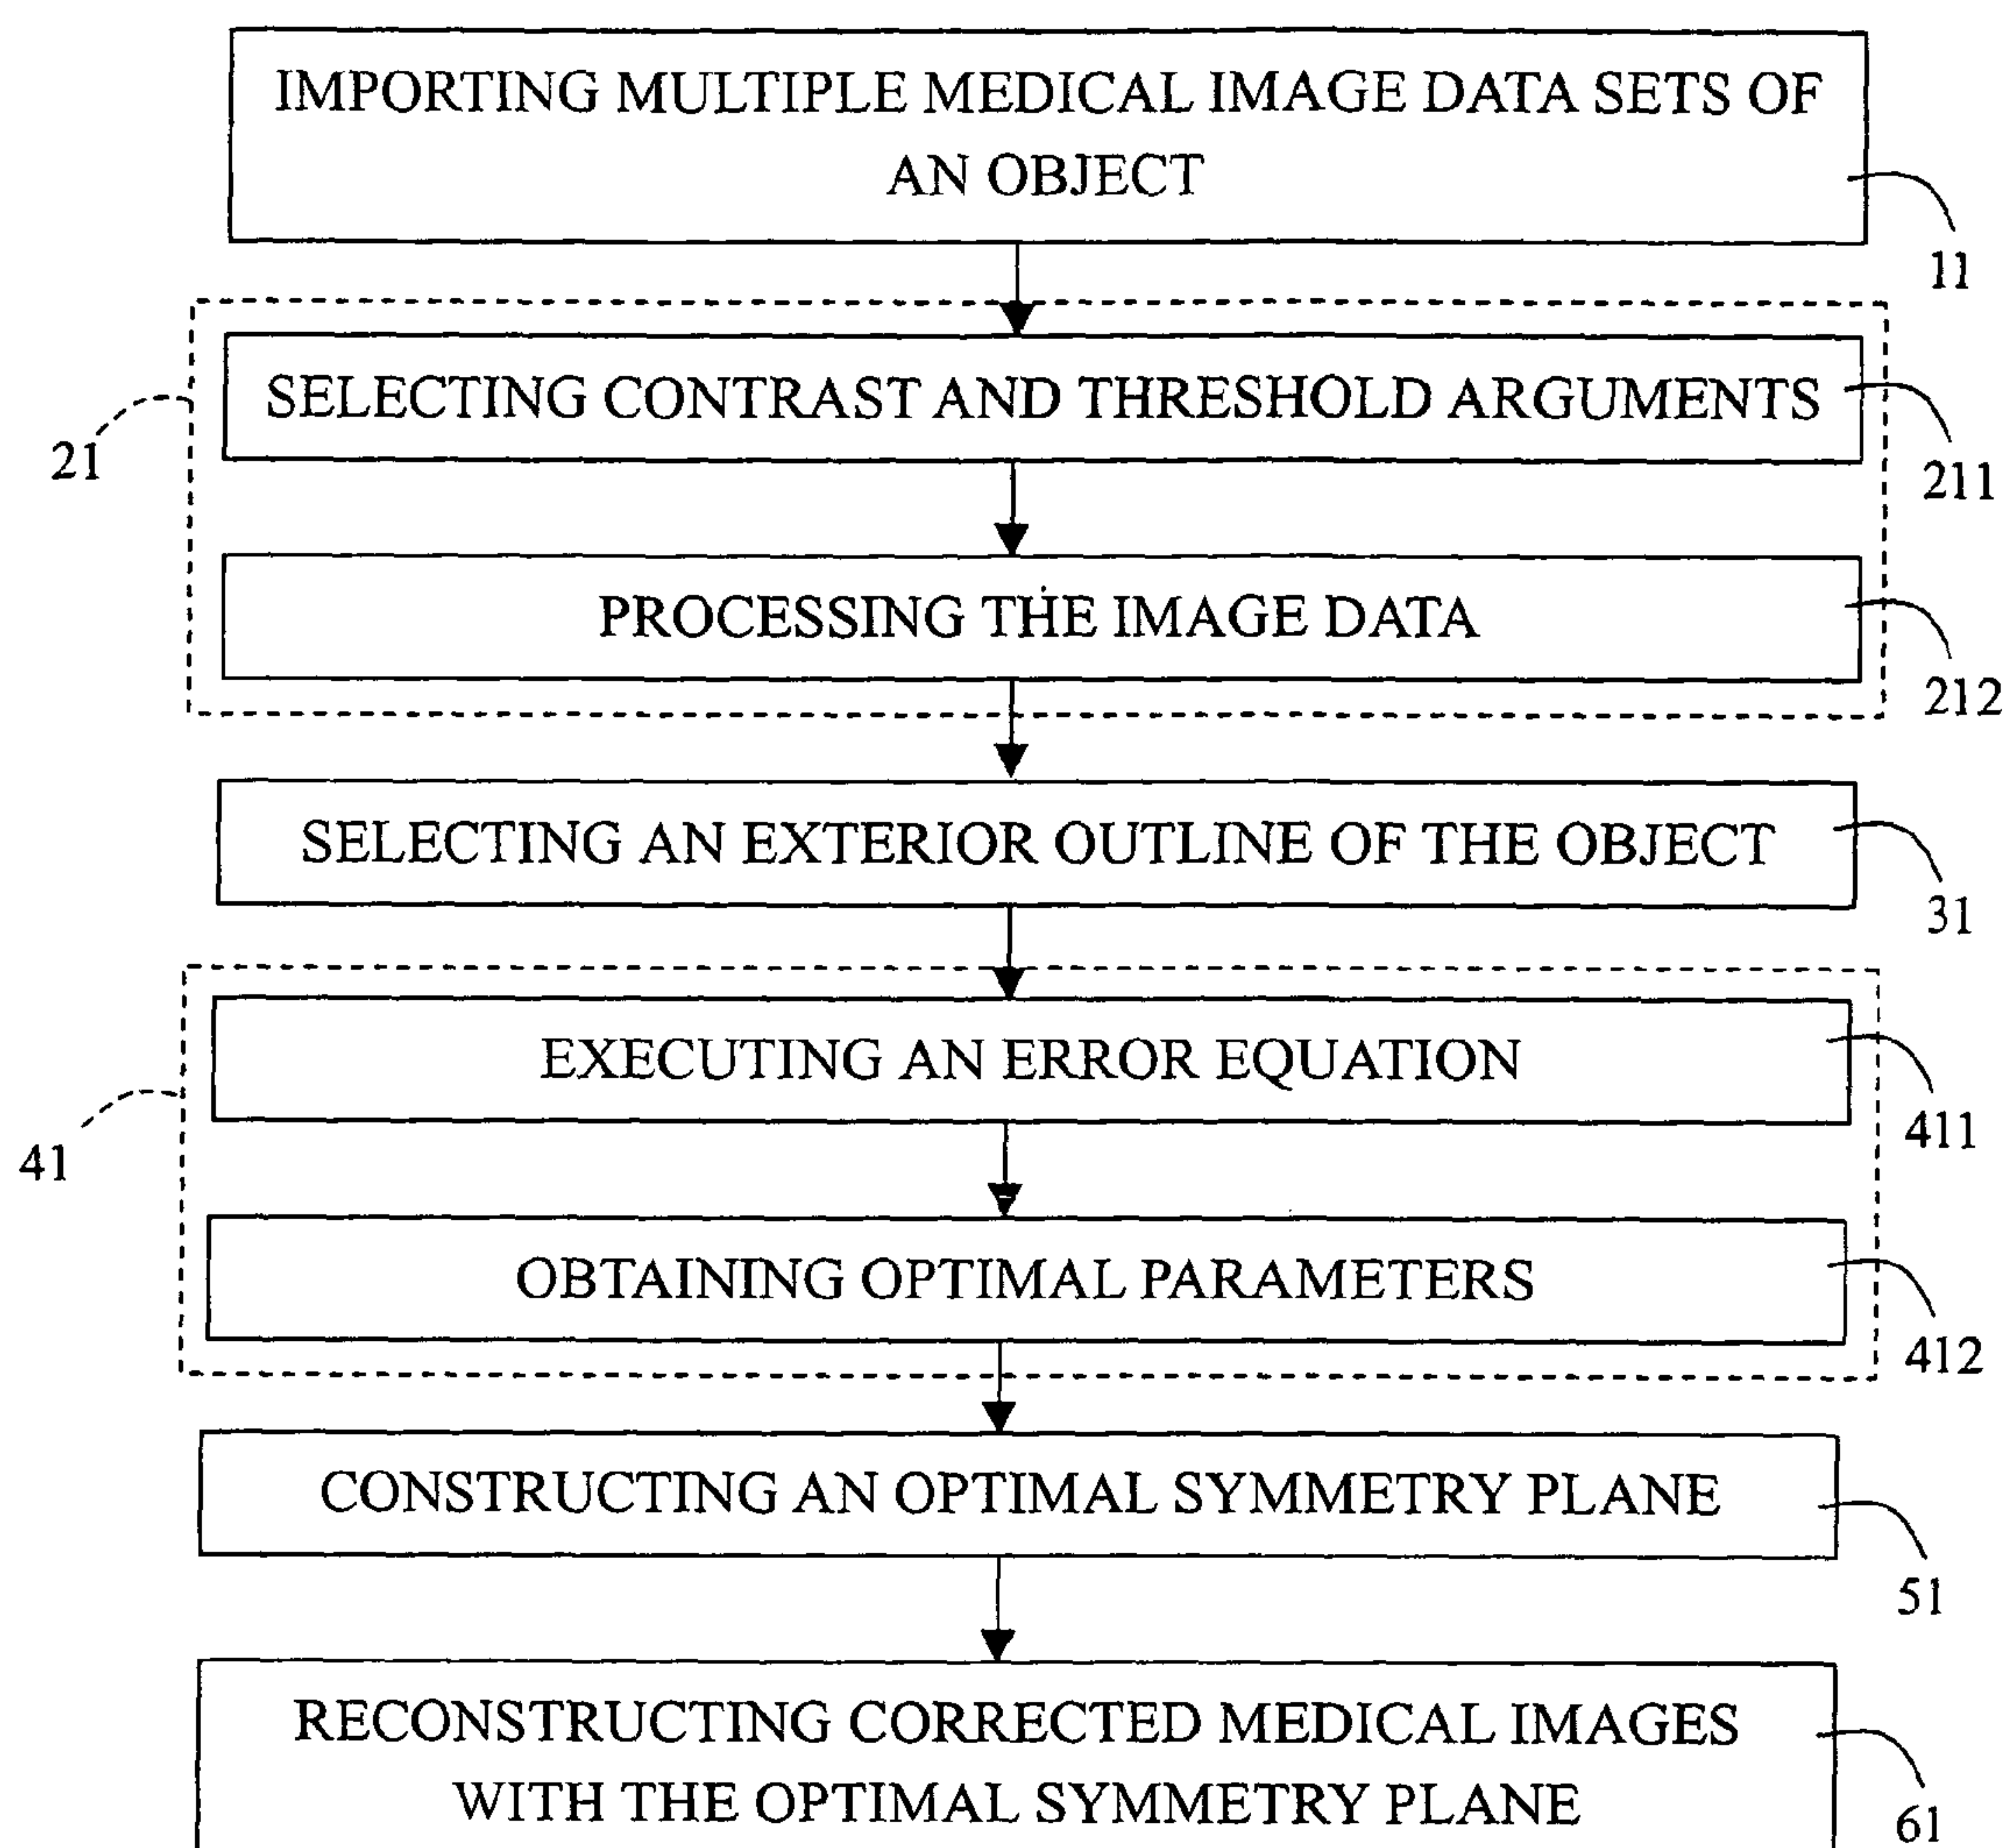 IMPORTING MULTIPLE MEDICAL IMAGE DATA SETS OF
AN OBJECT
11
SELECTING CONTRAST AND THRESHOLD ARGUMENTS
21
211
PROCESSING THE IMAGE DATA
212
SELECTING AN EXTERIOR OUTLINE OF THE OBJECT
31
EXECUTING AN ERROR EQUATION
41
411
OBTAINING OPTIMAL PARAMETERS
412
CONSTRUCTING AN OPTIMAL SYMMETRY PLANE
51
RECONSTRUCTING CORRECTED MEDICAL IMAGES
WITH THE OPTIMAL SYMMETRY PLANE
61